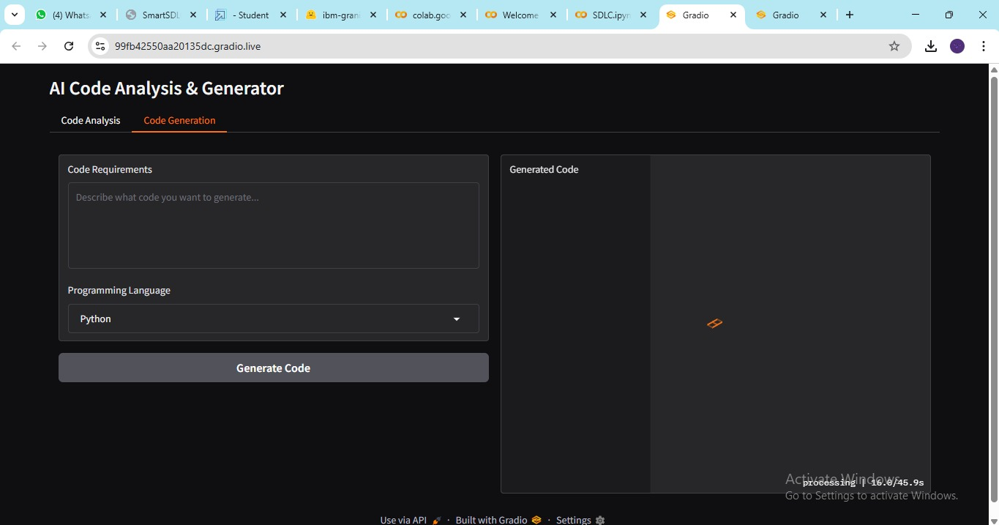 (4) Whats
SmartSDL
- Student
ibm-grani
colab.goo
Welcome
SDLC.ipyn
Gradio
Gradio
99fb42550aa20135dc.gradio.live
AI Code Analysis & Generator
Code Analysis
Code Generation
Code Requirements
Describe what code you want to generate...
Programming Language
Python
Generate Code
Generated Code
processing | 16.0/45.9s
Activate Windows
Go to Settings to activate Windows.
Use via API · Built with Gradio · Settings